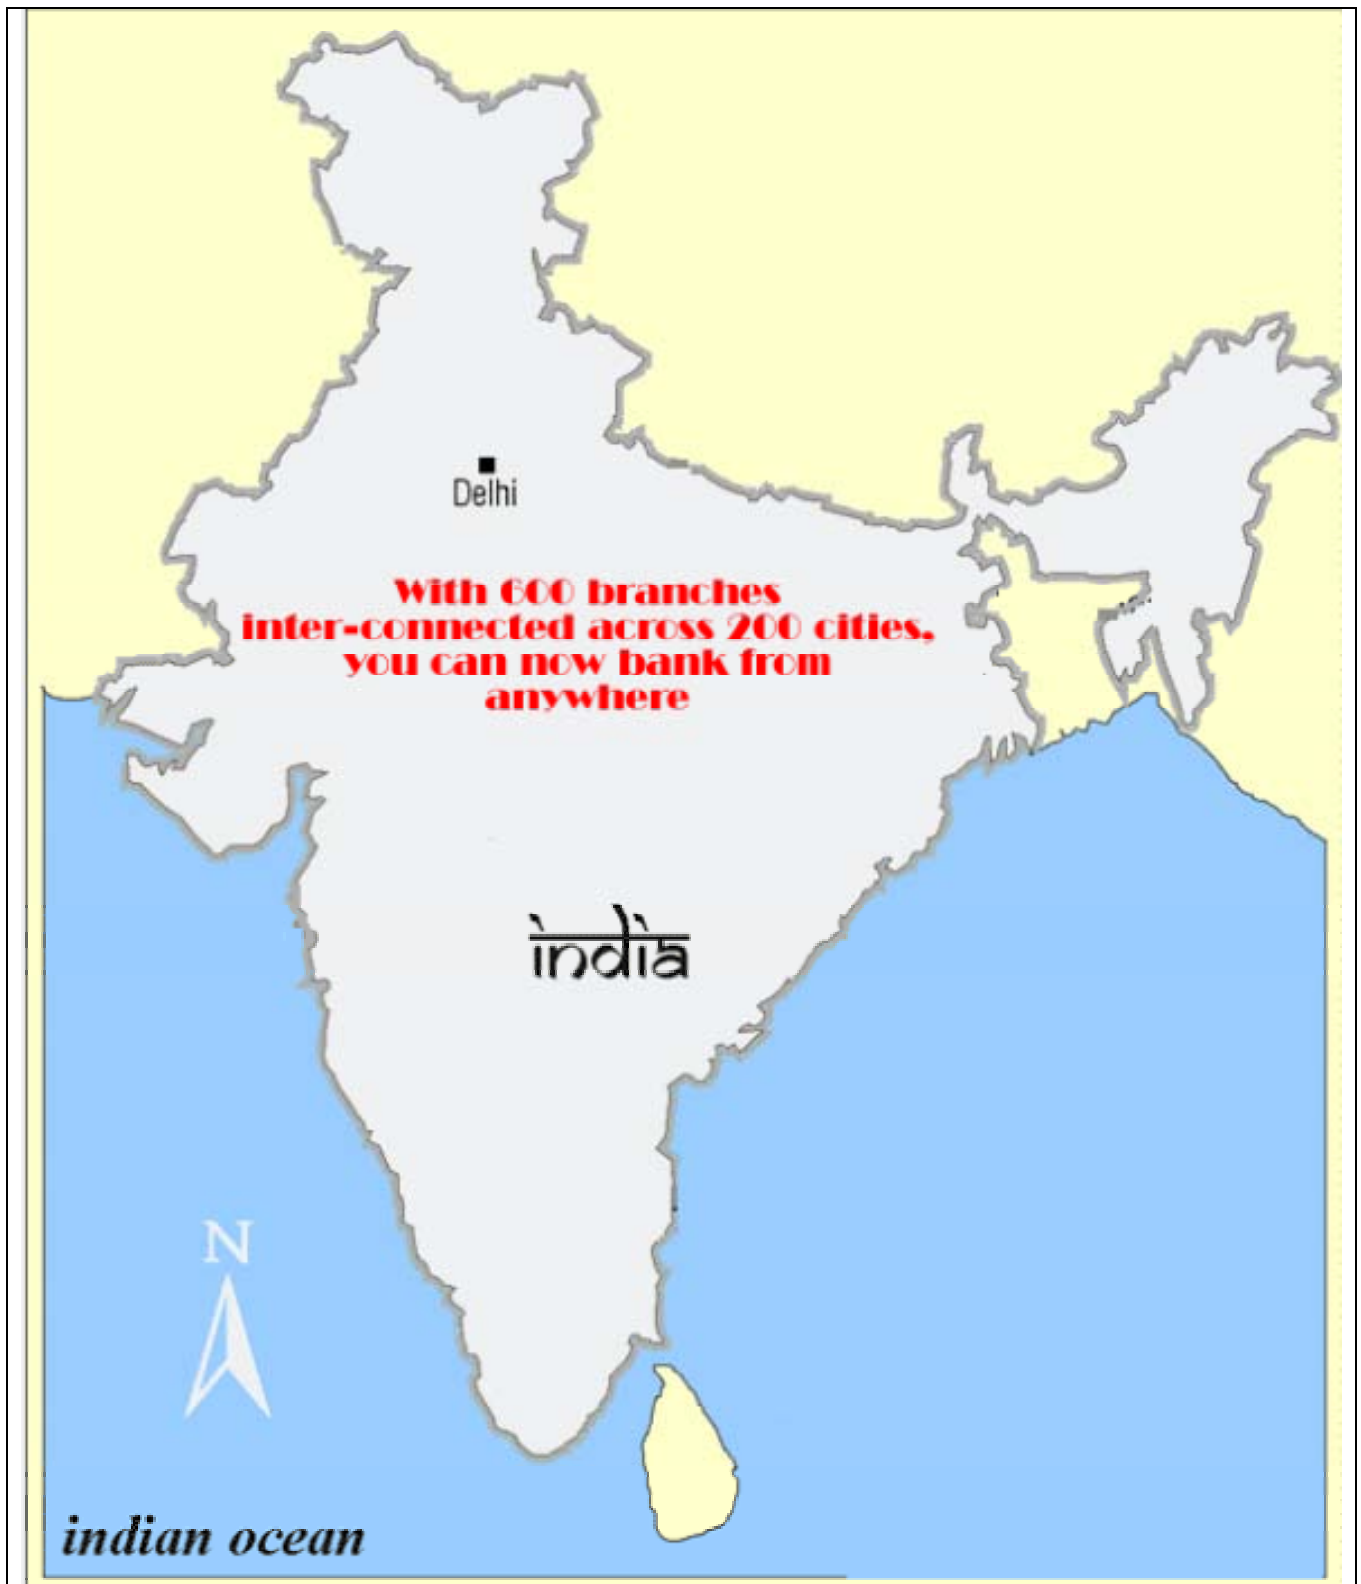 Delhi
With 600 branches
inter-connected across 200 cities,
you can now bank from
anywhere
india
N
indian ocean